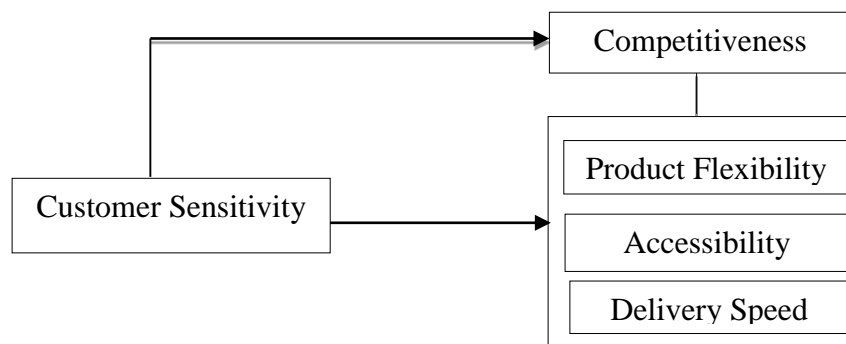 Competitiveness
Product Flexibility
Customer Sensitivity
Accessibility
Delivery Speed